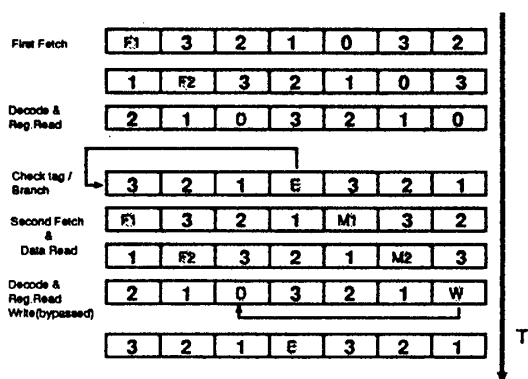 First Fetch F1 3 2 1 0 3 2
1 F2 3 2 1 0 3
Decode &
Reg.Read 2 1 0 3 2 1 0
Check tag /
Branch 3 2 1 E 3 2 1
Second Fetch
&
Data Read F1 3 2 1 M1 3 2
1 F2 3 2 1 M2 3
Decode &
Reg.Read
Write(bypassed) 2 1 D 3 2 1 W
T
3 2 1 E 3 2 1